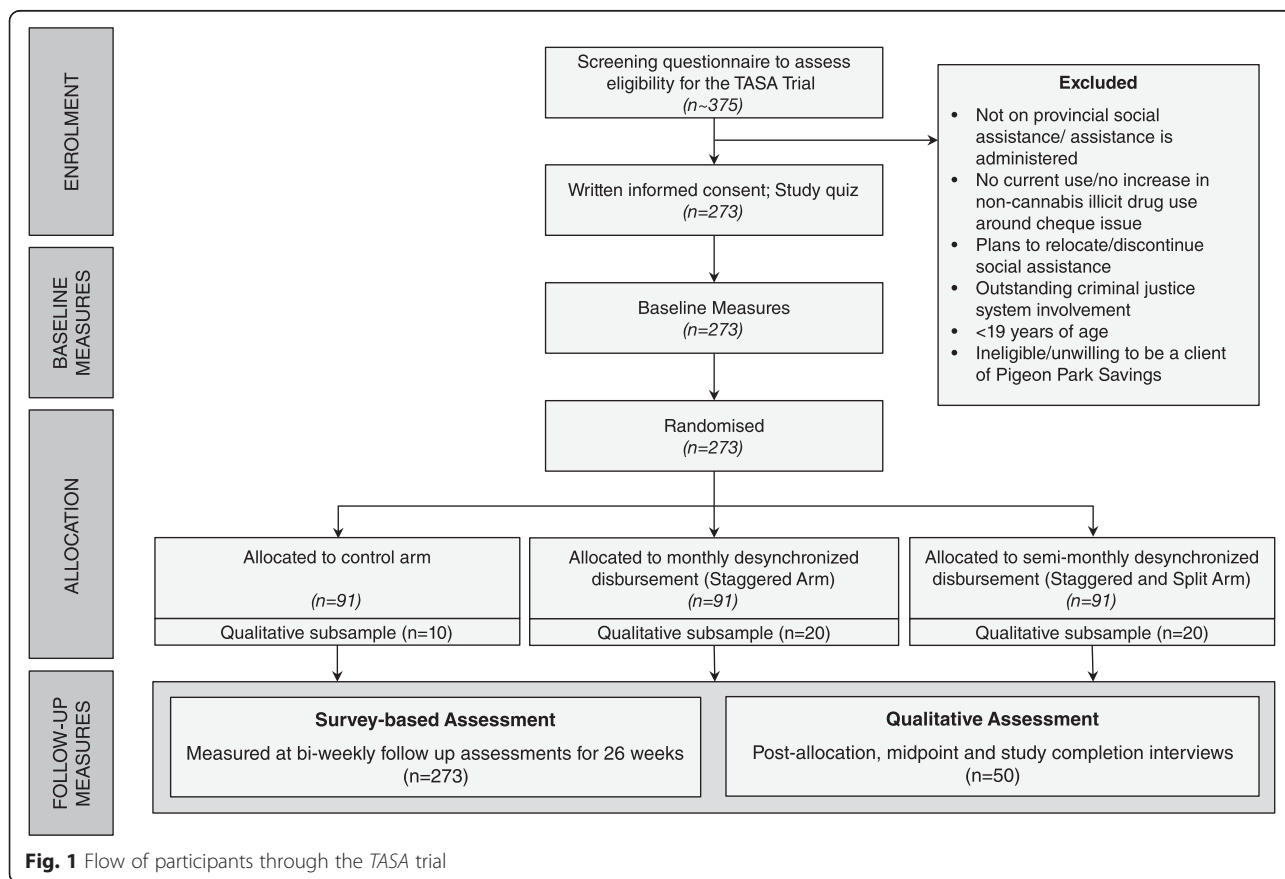 ENROLMENT
Screening questionnaire to assess
eligibility for the TASA Trial
(n~375)
Written informed consent; Study quiz
(n=273)
Excluded
• Not on provincial social
assistance/ assistance is
administered
• No current use/no increase in
non-cannabis illicit drug use
around cheque issue
• Plans to relocate/discontinue
social assistance
• Outstanding criminal justice
system involvement
• <19 years of age
• Ineligible/unwilling to be a client
of Pigeon Park Savings
BASELINE
MEASURES
Baseline Measures
(n=273)
ALLOCATION
Randomised
(n=273)
Allocated to control arm
(n=91)
Qualitative subsample (n=10)
Allocated to monthly desynchronized
disbursement (Staggered Arm)
(n=91)
Qualitative subsample (n=20)
Allocated to semi-monthly desynchronized
disbursement (Staggered and Split Arm)
(n=91)
Qualitative subsample (n=20)
FOLLOW-UP
MEASURES
Survey-based Assessment
Measured at bi-weekly follow up assessments for 26 weeks
(n=273)
Qualitative Assessment
Post-allocation, midpoint and study completion interviews
(n=50)
Fig. 1 Flow of participants through the TASA trial